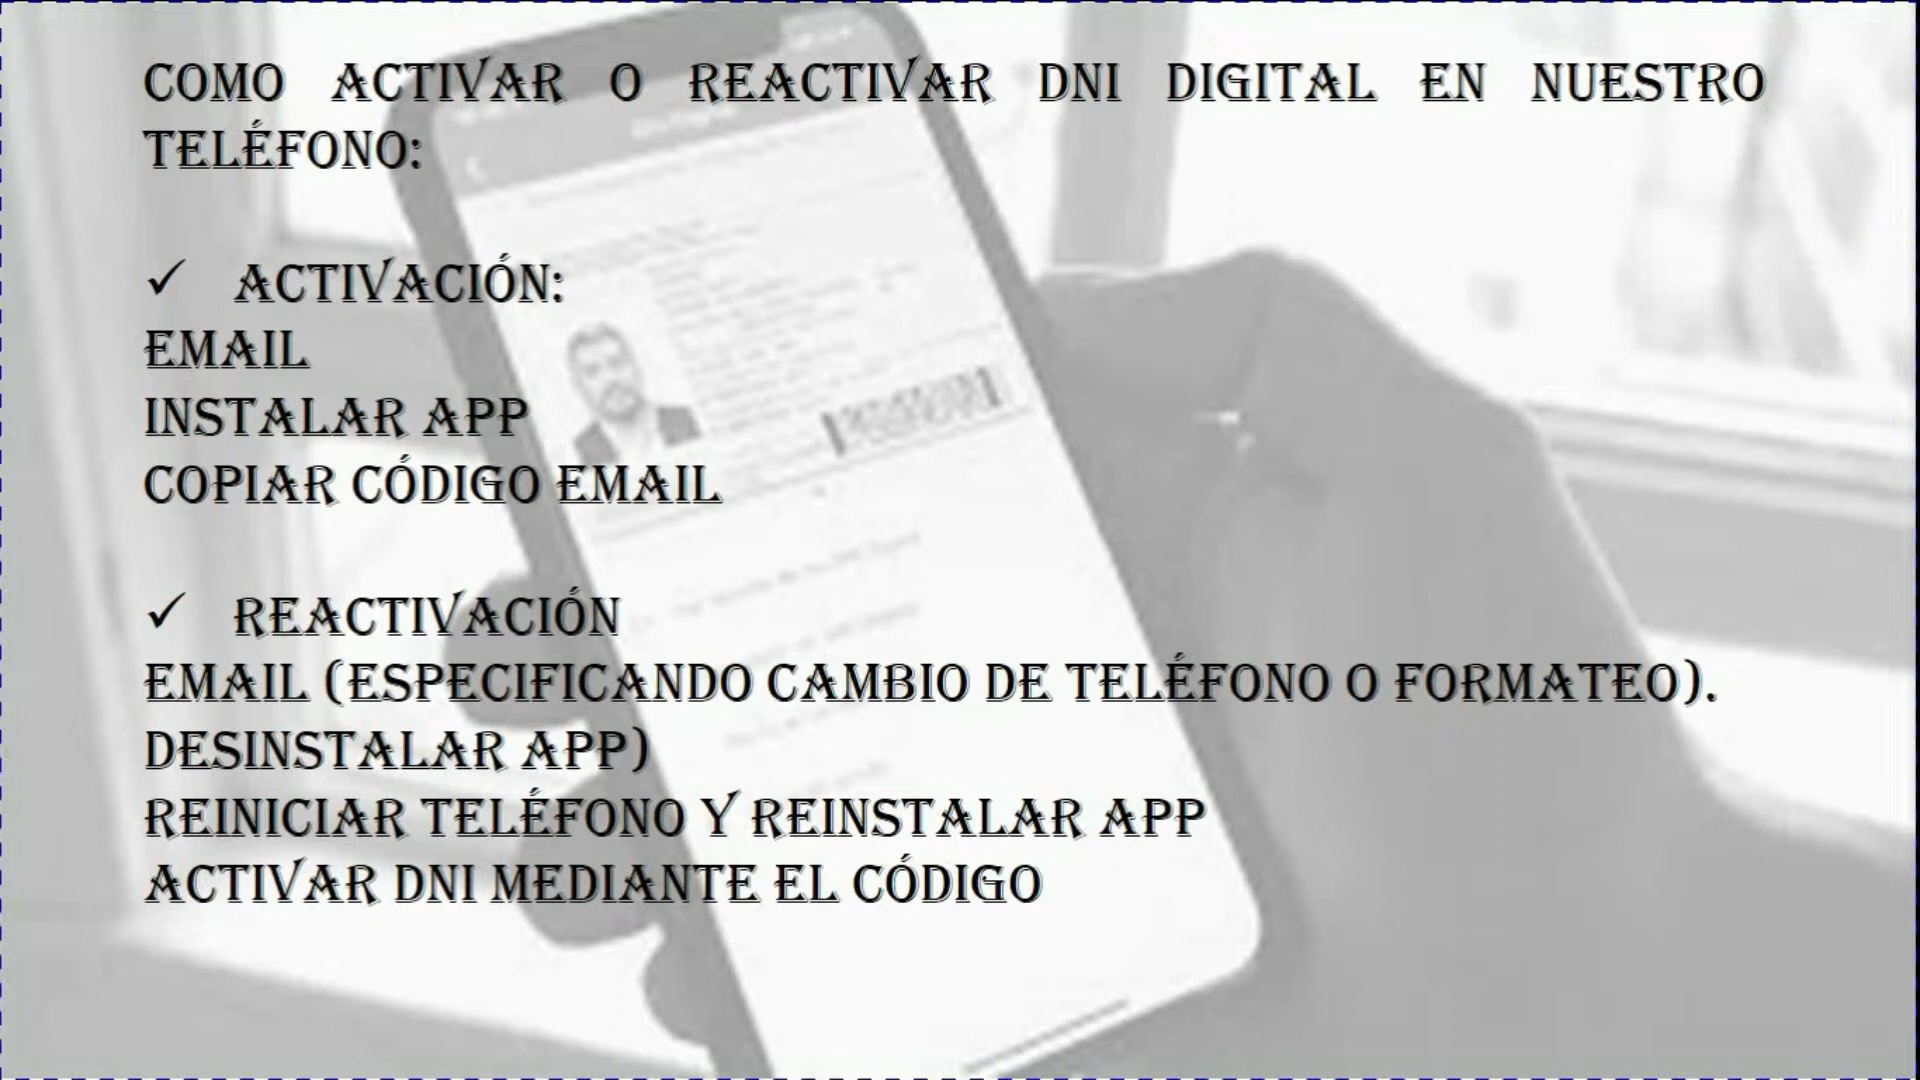 COMO ACTIVAR O REACTIVAR DNI DIGITAL EN NUESTRO
TELÉFONO:
✓ ACTIVACIÓN:
EMAIL
INSTALAR APP
COPIAR CÓDIGO EMAIL
✓ REACTIVACIÓN
EMAIL (ESPECIFICANDO CAMBIO DE TELÉFONO O FORMATEO).
DESINSTALAR APP)
REINICIAR TELÉFONO Y REINSTALAR APP
ACTIVAR DNI MEDIANTE EL CÓDIGO